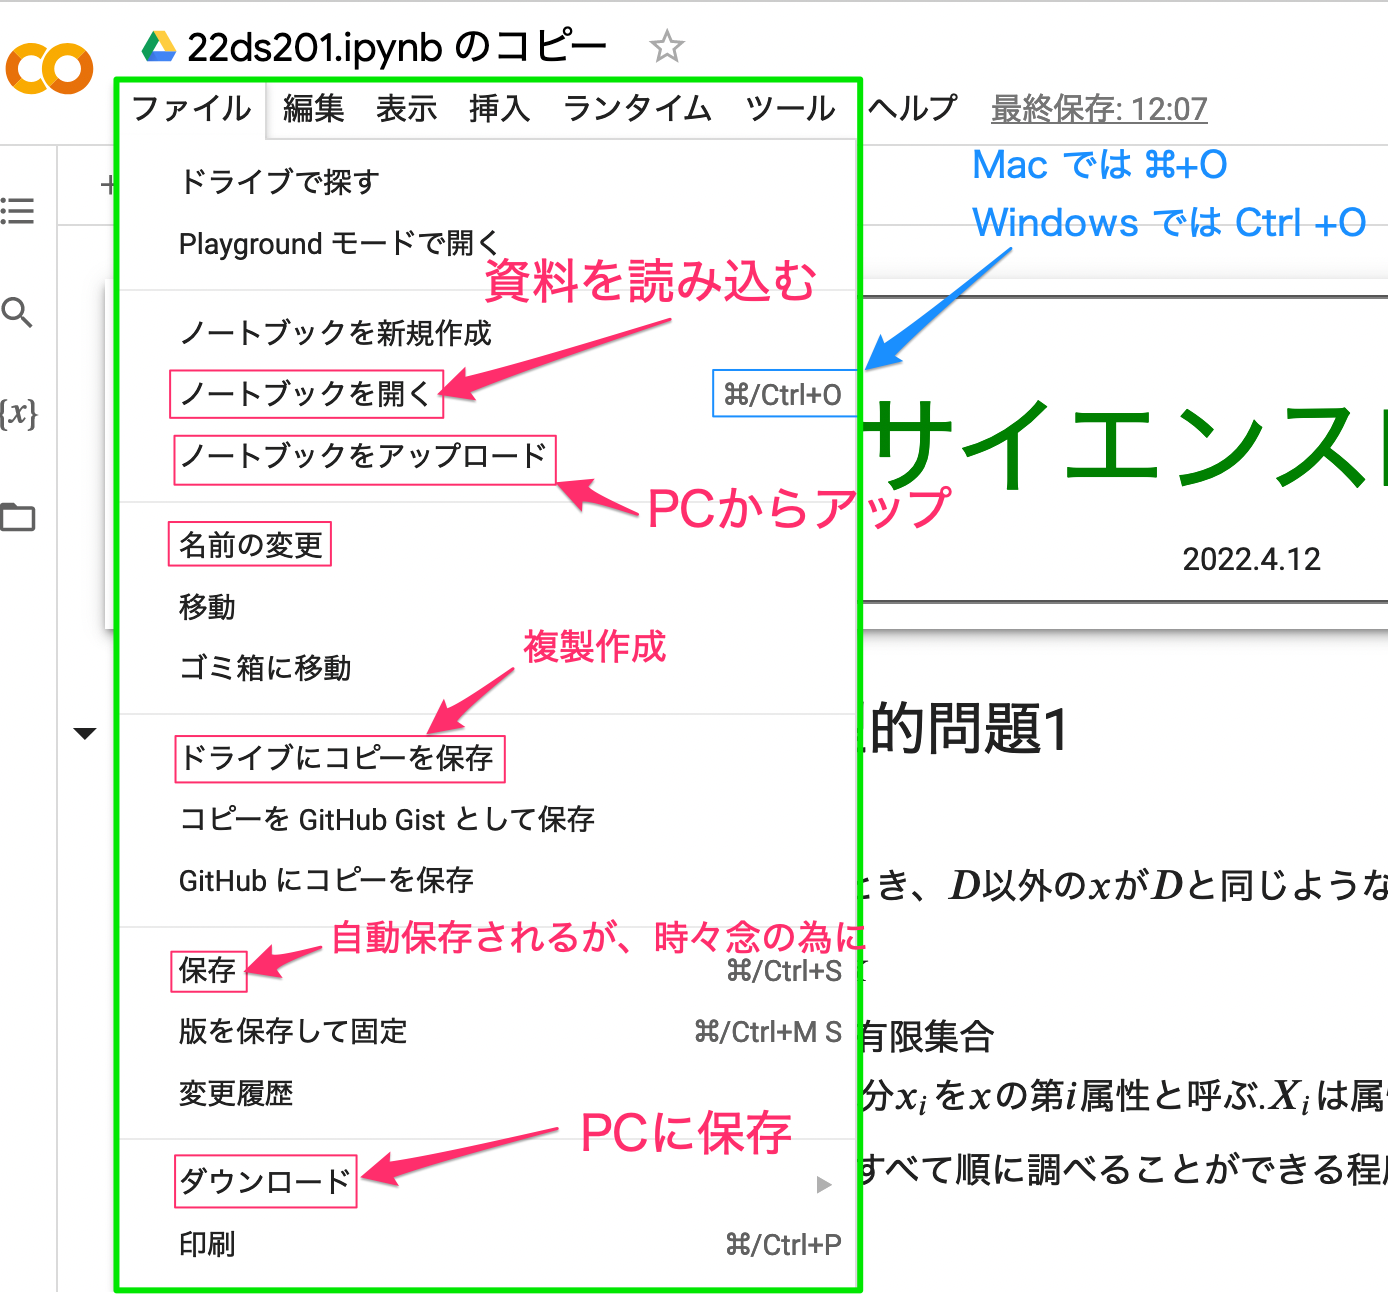 22ds201.ipynb のコピー
ファイル 編集 表示 挿入 ランタイム ツール ヘルプ 最終保存: 12:07
Mac では ⌘+O
Windows では Ctrl +O
ドライブで探す
Playground モードで開く
資料を読み込む
ノートブックを新規作成
ノートブックを開く ⌘/Ctrl+O
サイエンス
ノートブックをアップロード
PCからアップ
名前の変更
2022.4.12
移動
複製作成
ゴミ箱に移動
的問題1
ドライブにコピーを保存
コピーを GitHub Gist として保存
GitHub にコピーを保存
とき、D以外のxがDと同じような
自動保存されるが、時々念の為に
保存 ⌘/Ctrl+S
版を保存して固定 ⌘/Ctrl+M S
有限集合
変更履歴
分xᵢをxの第i属性と呼ぶ.Xᵢは属
PCに保存
すべて順に調べることができる程
ダウンロード
印刷 ⌘/Ctrl+P
{x}